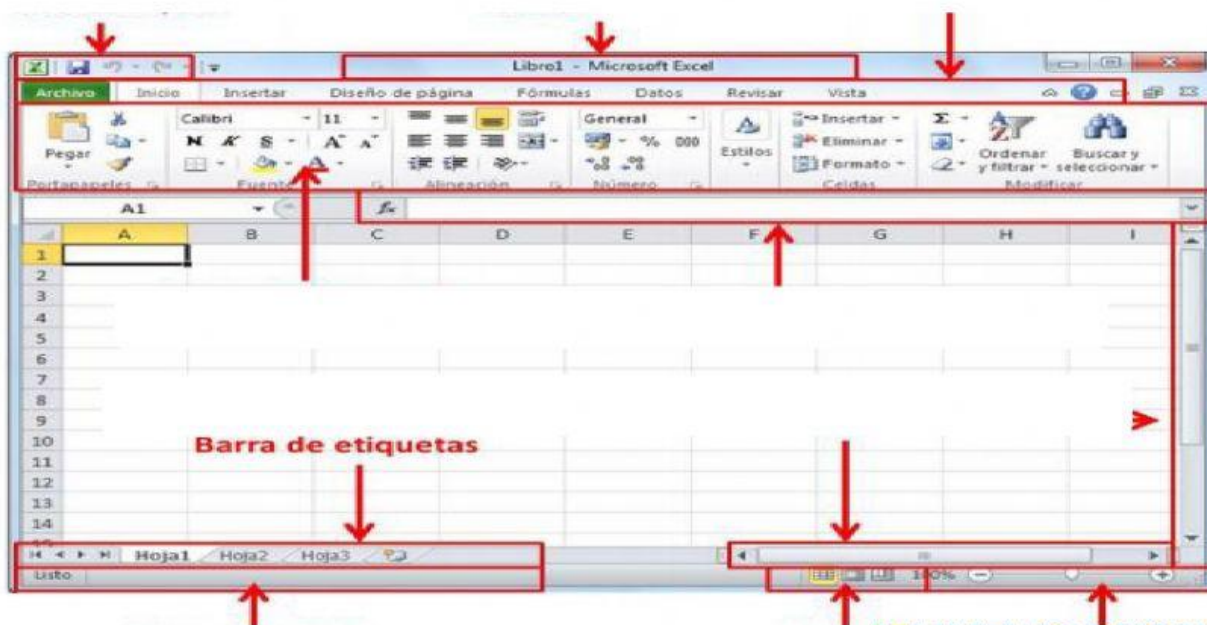 Libro1 - Microsoft Excel
Archivo Inicio Insertar Diseño de página Fórmulas Datos Revisar Vista
Calibri 11 General Insertar Σ
N K S A A % 000 Eliminar
Pegar A Estilos Formato Ordenar y filtrar Buscar y seleccionar
Portapapeles Fuente Alineación Número Celdas Modificar
A1 fx
A B C D E F G H I
1
2
3
4
5
6
7
8
9
10 Barra de etiquetas
11
12
13
14
Hoja1 Hoja2 Hoja3
Listo 100%